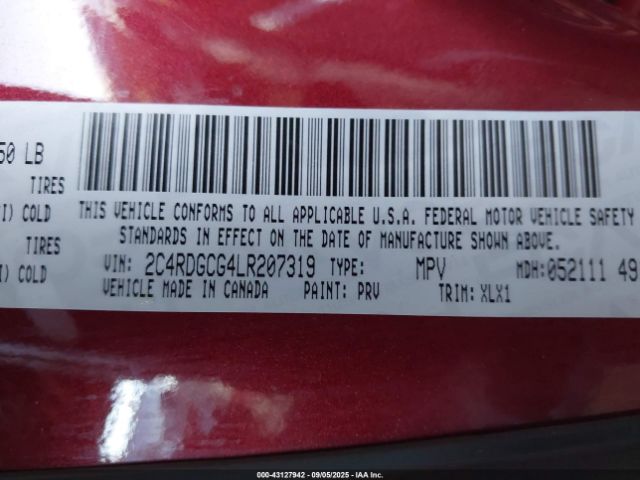 50 LB
TIRES
I) COLD
TIRES
I) COLD
THIS VEHICLE CONFORMS TO ALL APPLICABLE U.S.A. FEDERAL MOTOR VEHICLE SAFETY
STANDARDS IN EFFECT ON THE DATE OF MANUFACTURE SHOWN ABOVE.
VIN: 2C4RDGCG4LR207319 TYPE: MPV MDH:052111 49
VEHICLE MADE IN CANADA PAINT: PRV TRIM: XLX1
000-43127942 - 09/05/2025 - IAA Inc.